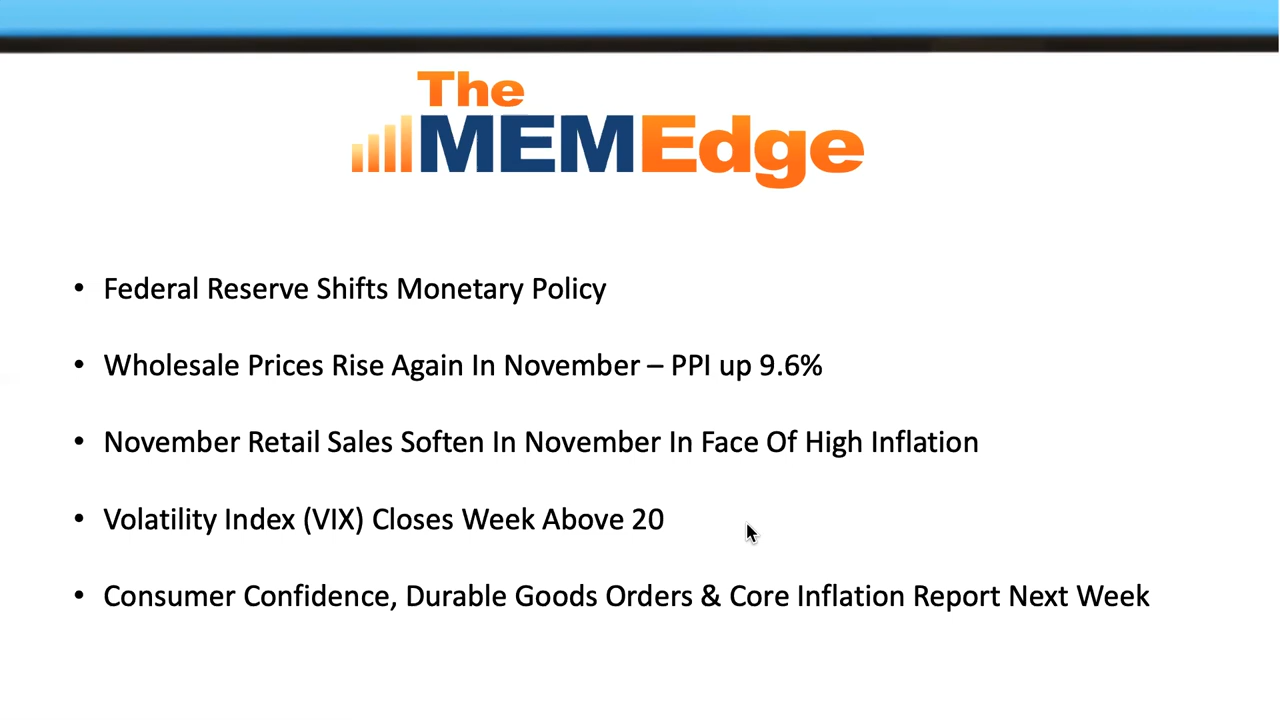 The
MEMEdge
• Federal Reserve Shifts Monetary Policy
• Wholesale Prices Rise Again In November – PPI up 9.6%
• November Retail Sales Soften In November In Face Of High Inflation
• Volatility Index (VIX) Closes Week Above 20
• Consumer Confidence, Durable Goods Orders & Core Inflation Report Next Week